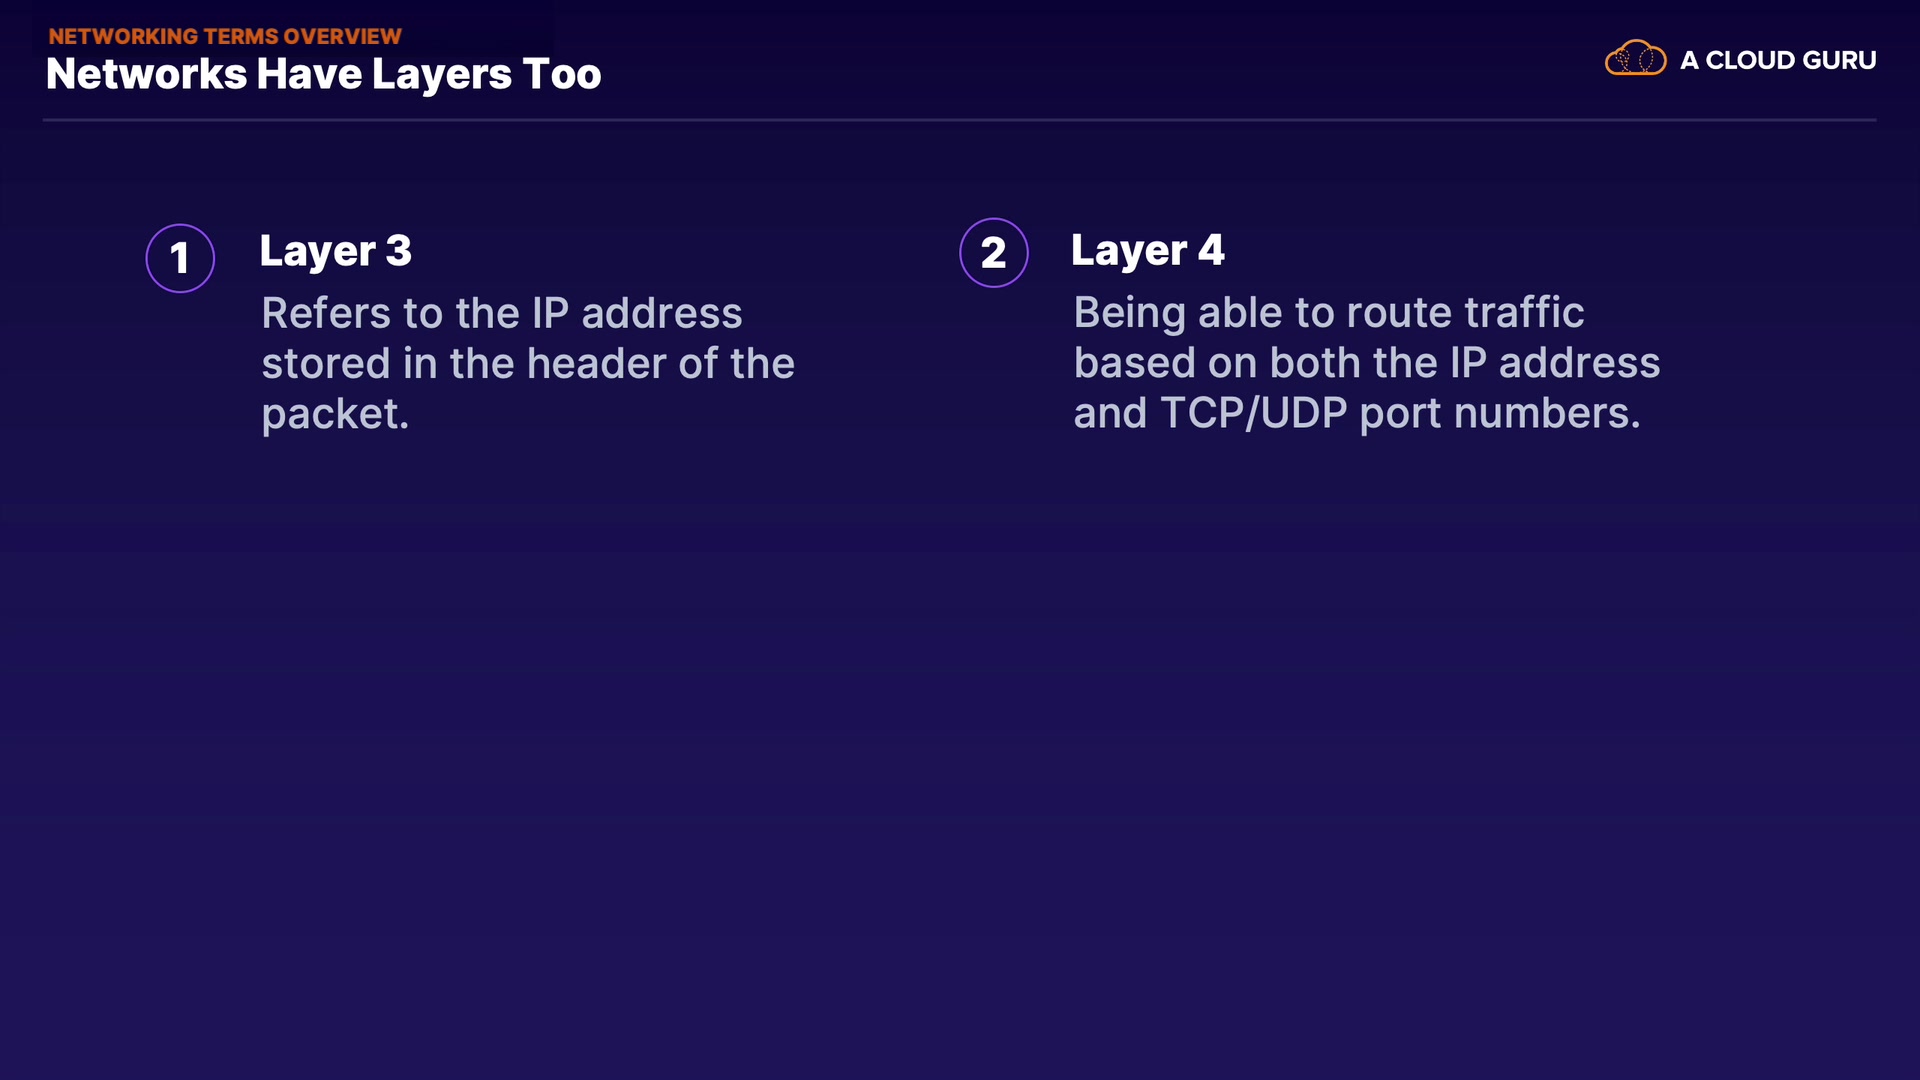 NETWORKING TERMS OVERVIEW
Networks Have Layers Too
A CLOUD GURU
1
Layer 3
Refers to the IP address
stored in the header of the
packet.
2
Layer 4
Being able to route traffic
based on both the IP address
and TCP/UDP port numbers.